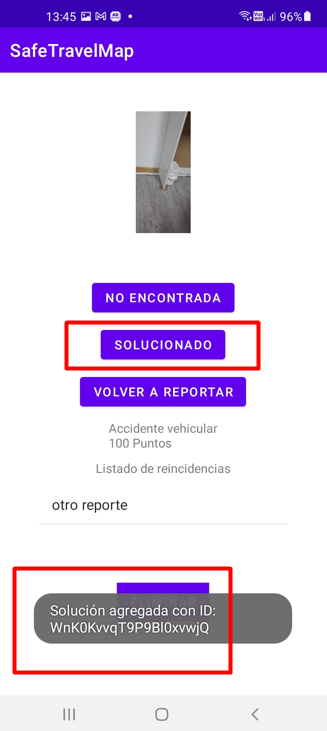 13:45 96%
SafeTravelMap
NO ENCONTRADA
SOLUCIONADO
VOLVER A REPORTAR
Accidente vehicular
100 Puntos
Listado de reincidencias
otro reporte
Solución agregada con ID:
WnK0KvvqT9P9Bl0xvwjQ